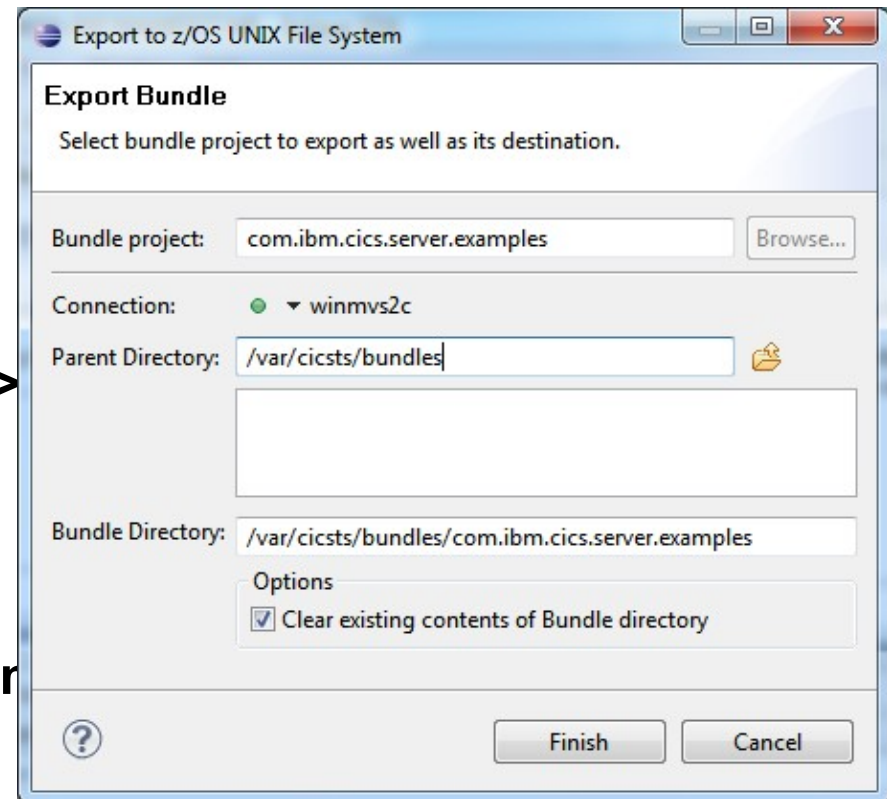 Export to z/OS UNIX File System
Export Bundle
Select bundle project to export as well as its destination.
Bundle project: com.ibm.cics.server.examples Browse...
Connection: winmvs2c
Parent Directory: /var/cicsts/bundles
>
Bundle Directory: /var/cicsts/bundles/com.ibm.cics.server.examples
Options
Clear existing contents of Bundle directory
? Finish Cancel